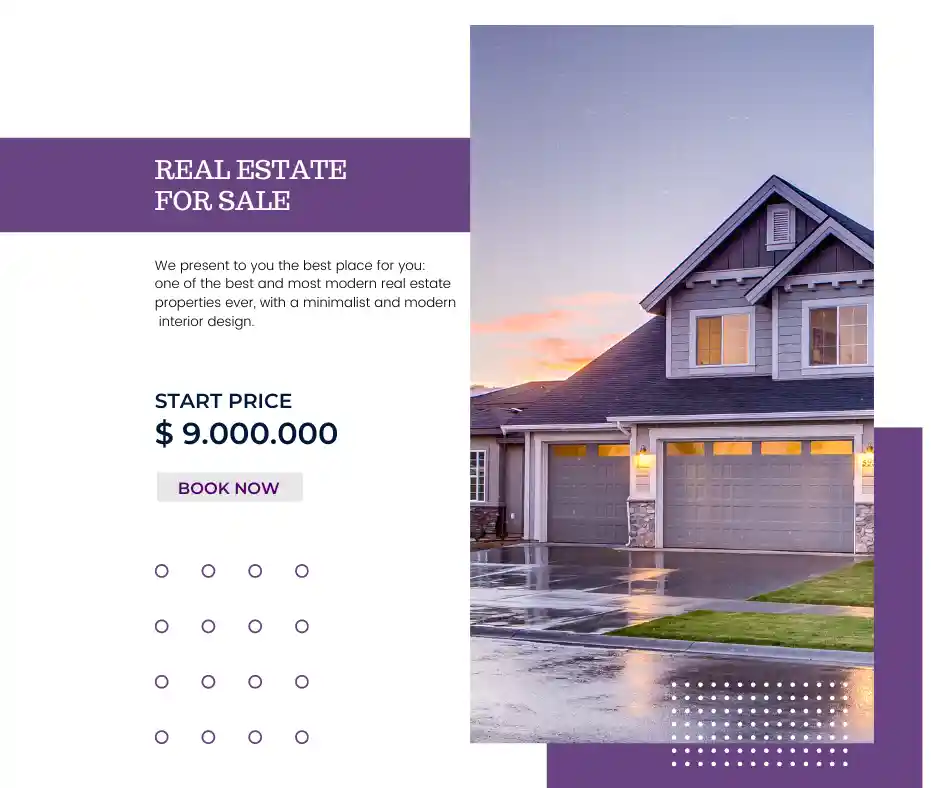 REAL ESTATE
FOR SALE
We present to you the best place for you:
one of the best and most modern real estate
properties ever, with a minimalist and modern
interior design.
START PRICE
$ 9.000.000
BOOK NOW